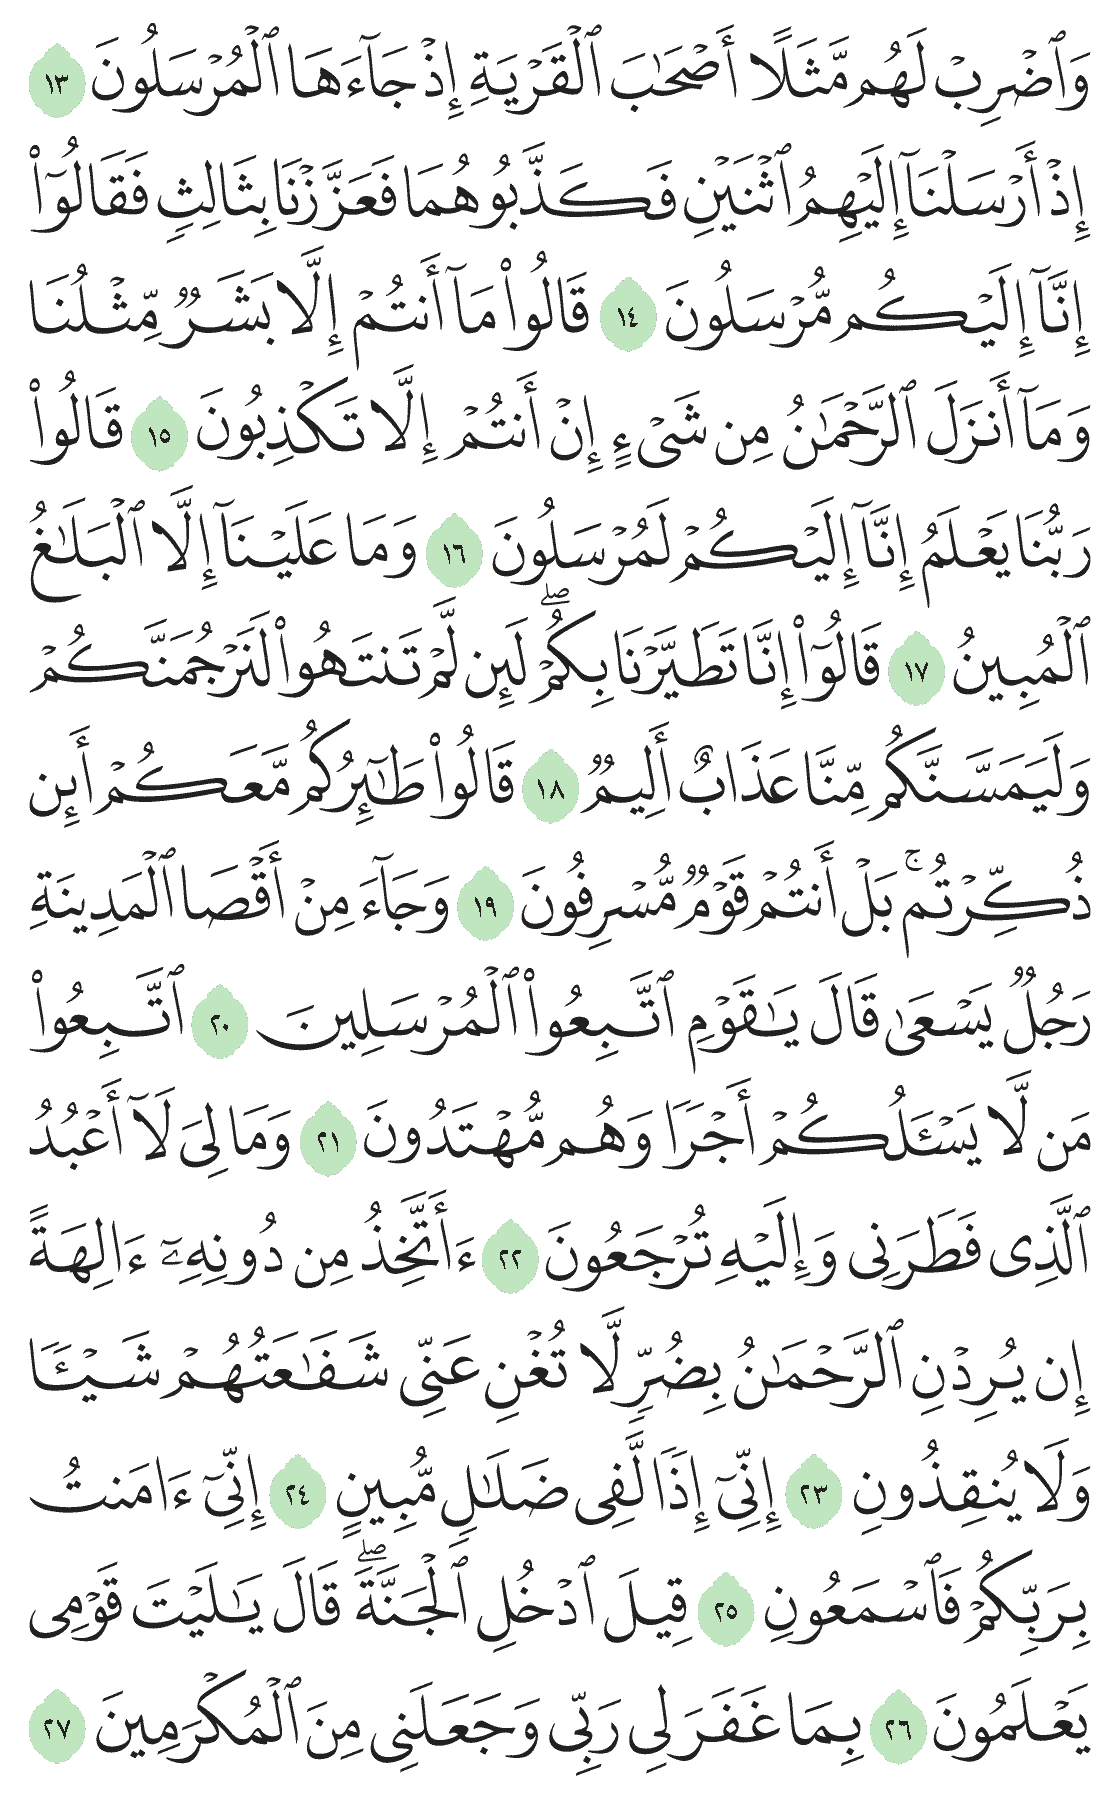 وَٱضۡرِبۡ لَهُم مَّثَلًا أَصۡحَٰبَ ٱلۡقَرۡيَةِ إِذۡ جَآءَهَا ٱلۡمُرۡسَلُونَ ١٣
إِذۡ أَرۡسَلۡنَآ إِلَيۡهِمُ ٱثۡنَيۡنِ فَكَذَّبُوهُمَا فَعَزَّزۡنَا بِثَالِثٖ فَقَالُوٓاْ
إِنَّآ إِلَيۡكُم مُّرۡسَلُونَ ١٤ قَالُواْ مَآ أَنتُمۡ إِلَّا بَشَرٞ مِّثۡلُنَا
وَمَآ أَنزَلَ ٱلرَّحۡمَٰنُ مِن شَيۡءٍ إِنۡ أَنتُمۡ إِلَّا تَكۡذِبُونَ ١٥ قَالُواْ
رَبُّنَا يَعۡلَمُ إِنَّآ إِلَيۡكُمۡ لَمُرۡسَلُونَ ١٦ وَمَا عَلَيۡنَآ إِلَّا ٱلۡبَلَٰغُ
ٱلۡمُبِينُ ١٧ قَالُوٓاْ إِنَّا تَطَيَّرۡنَا بِكُمۡۖ لَئِن لَّمۡ تَنتَهُواْ لَنَرۡجُمَنَّكُمۡ
وَلَيَمَسَّنَّكُم مِّنَّا عَذَابٌ أَلِيمٞ ١٨ قَالُواْ طَٰٓئِرُكُم مَّعَكُمۡ أَئِن
ذُكِّرۡتُمۚ بَلۡ أَنتُمۡ قَوۡمٞ مُّسۡرِفُونَ ١٩ وَجَآءَ مِنۡ أَقۡصَا ٱلۡمَدِينَةِ
رَجُلٞ يَسۡعَىٰ قَالَ يَٰقَوۡمِ ٱتَّبِعُواْ ٱلۡمُرۡسَلِينَ ٢٠ ٱتَّبِعُواْ
مَن لَّا يَسۡـَٔلُكُمۡ أَجۡرٗا وَهُم مُّهۡتَدُونَ ٢١ وَمَا لِيَ لَآ أَعۡبُدُ
ٱلَّذِي فَطَرَنِي وَإِلَيۡهِ تُرۡجَعُونَ ٢٢ ءَأَتَّخِذُ مِن دُونِهِۦٓ ءَالِهَةً
إِن يُرِدۡنِ ٱلرَّحۡمَٰنُ بِضُرّٖ لَّا تُغۡنِ عَنِّي شَفَٰعَتُهُمۡ شَيۡـٔٗا
وَلَا يُنقِذُونِ ٢٣ إِنِّيٓ إِذٗا لَّفِي ضَلَٰلٖ مُّبِينٍ ٢٤ إِنِّيٓ ءَامَنتُ
بِرَبِّكُمۡ فَٱسۡمَعُونِ ٢٥ قِيلَ ٱدۡخُلِ ٱلۡجَنَّةَۖ قَالَ يَٰلَيۡتَ قَوۡمِي
يَعۡلَمُونَ ٢٦ بِمَا غَفَرَ لِي رَبِّي وَجَعَلَنِي مِنَ ٱلۡمُكۡرَمِينَ ٢٧